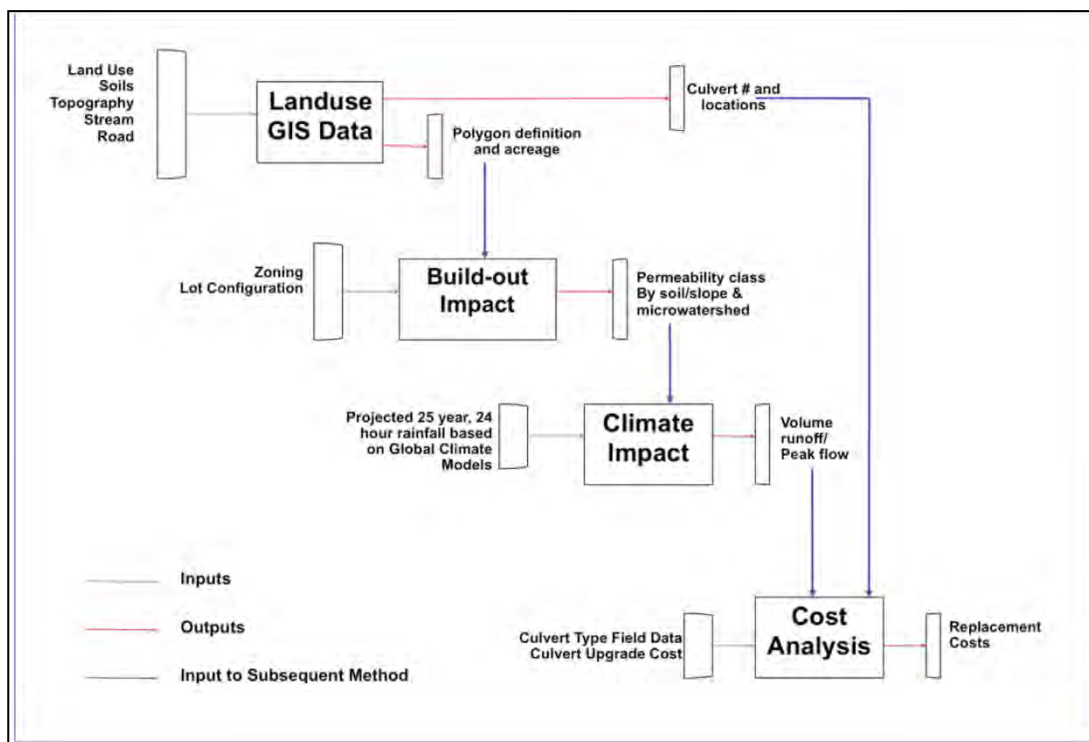 Land Use
Soils
Topography
Stream
Road
Landuse
GIS Data
Culvert # and
locations
Polygon definition
and acreage
Zoning
Lot Configuration
Build-out
Impact
Permeability class
By soil/slope &
microwatershed
Projected 25 year, 24
hour rainfall based
on Global Climate
Models
Climate
Impact
Volume
runoff/
Peak flow
Inputs
Outputs
Input to Subsequent Method
Culvert Type Field Data
Culvert Upgrade Cost
Cost
Analysis
Replacement
Costs